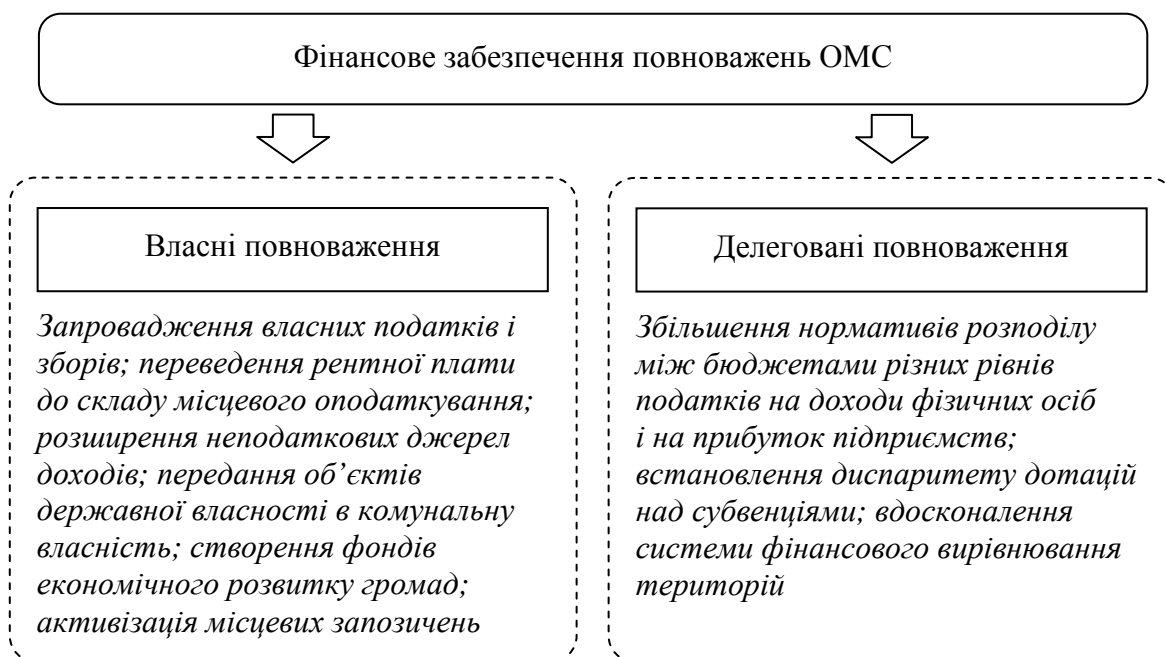 Фінансове забезпечення повноважень ОМС
Власні повноваження
Запровадження власних податків і
зборів; переведення рентної плати
до складу місцевого оподаткування;
розширення неподаткових джерел
доходів; передання об’єктів
державної власності в комунальну
власність; створення фондів
економічного розвитку громад;
активізація місцевих запозичень
Делеговані повноваження
Збільшення нормативів розподілу
між бюджетами різних рівнів
податків на доходи фізичних осіб
і на прибуток підприємств;
встановлення диспаритету дотацій
над субвенціями; вдосконалення
системи фінансового вирівнювання
територій